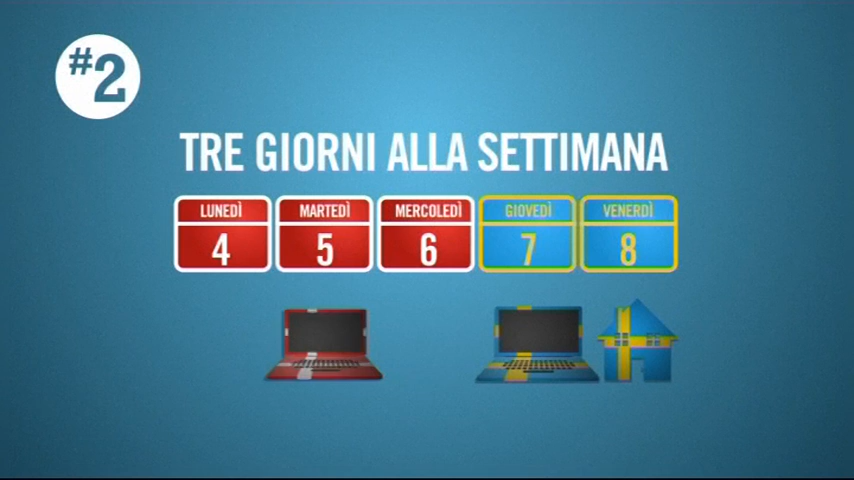 #2
TRE GIORNI ALLA SETTIMANA
LUNEDÌ MARTEDÌ MERCOLEDÌ GIOVEDÌ VENERDÌ
4 5 6 7 8